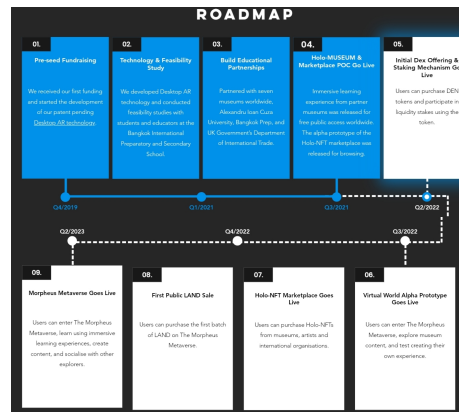 ROADMAP
01.
Pre-seed Fundraising
We received our first funding
and started the development
of our patent pending
Desktop AR technology.
02.
Technology & Feasibility
Study
We developed Desktop AR
technology and conducted
feasibility studies with
students and educators at the
Bangkok International
Preparatory and Secondary
School.
03.
Build Educational
Partnerships
Partnered with seven
museums worldwide,
Alexandru Ioan Cuza
University, Bangkok Prep, and
UK Government's Department
of International Trade.
04.
Holo-MUSEUM &
Marketplace POC Go Live
Immersive learning
experience from partner
museums was released for
free public access worldwide.
The alpha prototype of the
Holo-NFT marketplace was
released for browsing.
05.
Initial Dex Offering &
Staking Mechanism Go
Live
Users can purchase DEN
tokens and participate in
liquidity stakes using the
token.
Q4/2019
Q1/2021
Q3/2021
Q2/2022
Q2/2023
Q4/2022
Q3/2022
09.
Morpheus Metaverse Goes Live
Users can enter The Morpheus
Metaverse, learn using immersive
learning experiences, create
content, and socialise with other
explorers.
08.
First Public LAND Sale
Users can purchase the first batch
of LAND on The Morpheus
Metaverse.
07.
Holo-NFT Marketplace Goes
Live
Users can purchase Holo-NFTs
from museums, artists and
international organisations.
06.
Virtual World Alpha Prototype
Goes Live
Users can enter The Morpheus
Metaverse, explore museum
content, and test creating their
own experience.